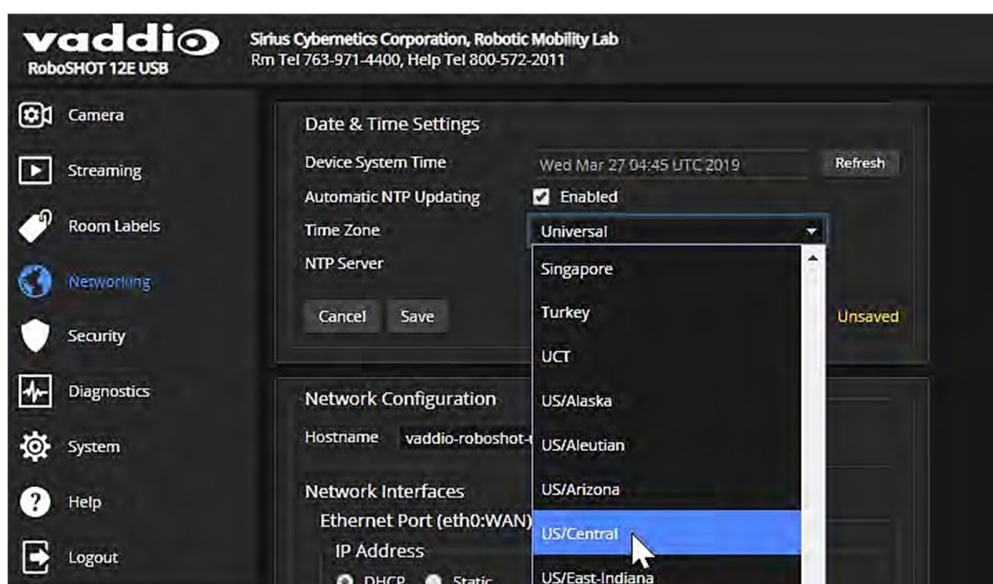 vaddio
RoboSHOT 12E USB
Sirius Cybernetics Corporation, Robotic Mobility Lab
Rm Tel 763-971-4400, Help Tel 800-572-2011
Camera
Streaming
Room Labels
Networking
Security
Diagnostics
System
Help
Logout
Date & Time Settings
Device System Time Wed Mar 27 04:45 UTC 2019 Refresh
Automatic NTP Updating Enabled
Time Zone Universal
NTP Server
Singapore
Turkey
UCT
US/Alaska
US/Aleutian
US/Arizona
US/Central
US/East-Indiana
Cancel Save Unsaved
Network Configuration
Hostname vaddio-roboshot-
Network Interfaces
Ethernet Port (eth0:WAN)
IP Address
DHCP Static